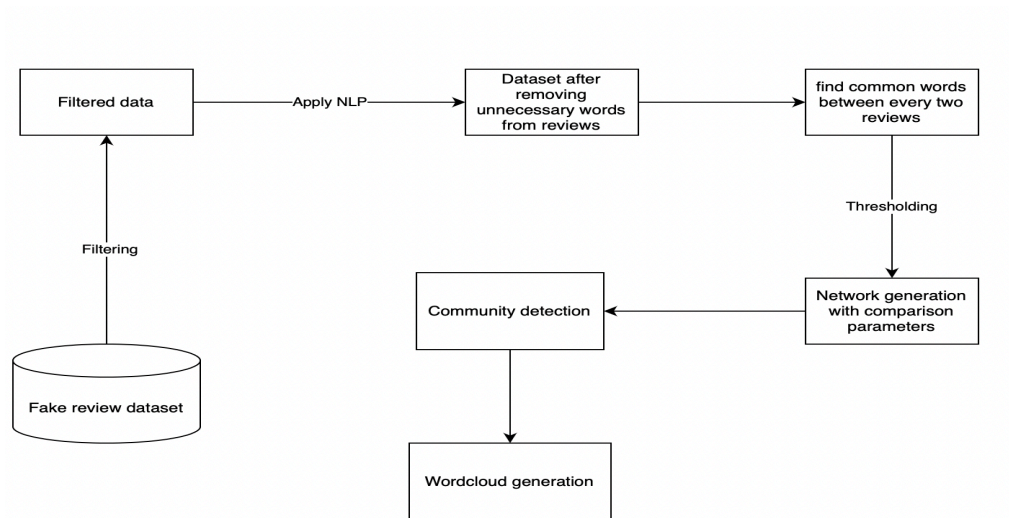 Filtered data
Apply NLP
Dataset after
removing
unnecessary words
from reviews
find common words
between every two
reviews
Thresholding
Filtering
Community detection
Network generation
with comparison
parameters
Fake review dataset
Wordcloud generation